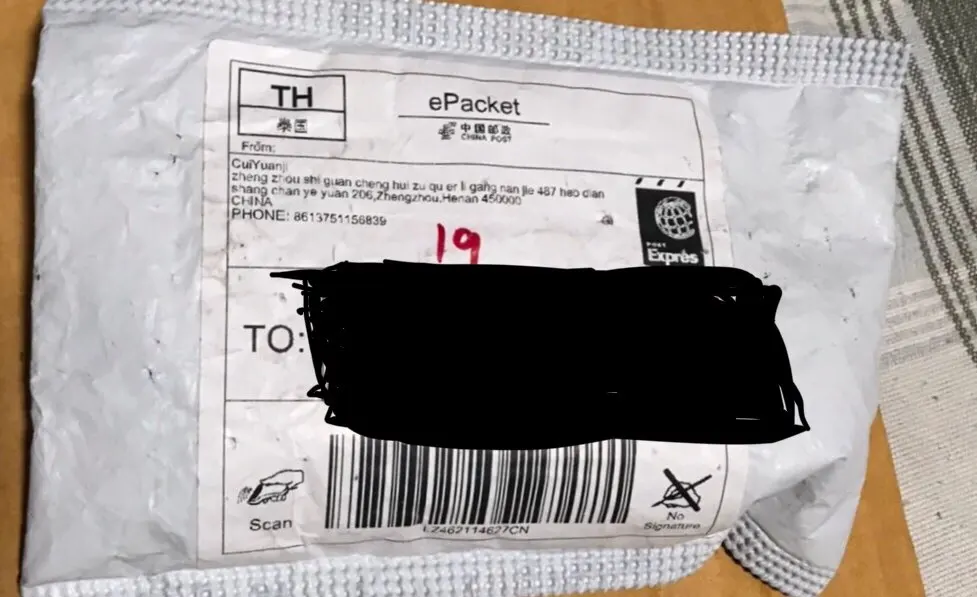 TH
泰国
ePacket
中国邮政
CHINA POST
From:
CuiYuanji
zheng zhou shi guan cheng hui zu qu er li gang nan jie 487 hao dian
shang chan ye yuan 206,Zhengzhou,Henan 450000
CHINA
PHONE: 8613751156839
19
POST
Exprès
TO:
Scan
LZ462114627CN
No
Signature